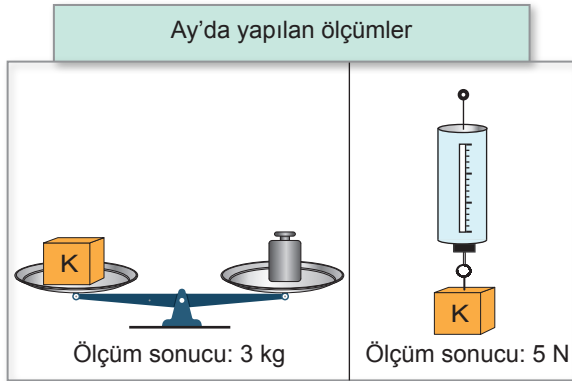 Ay’da yapılan ölçümler
K
Ölçüm sonucu: 3 kg
K
Ölçüm sonucu: 5 N